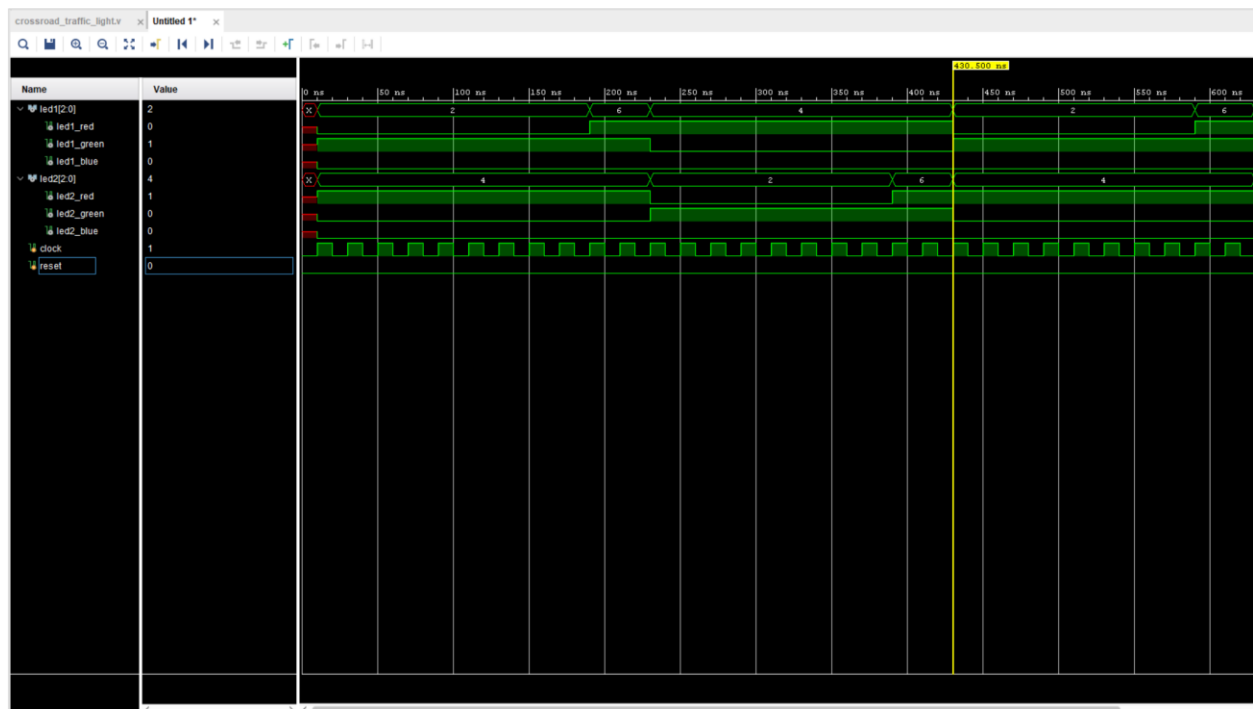 crossroad_traffic_light.v × Untitled 1* ×
430.500 ns
Name Value
0 ns 50 ns 100 ns 150 ns 200 ns 250 ns 300 ns 350 ns 400 ns 450 ns 500 ns 550 ns 600 ns
led1[2:0] 2 X 2 6 4 2 6
led1_red 0
led1_green 1
led1_blue 0
led2[2:0] 4 X 4 2 6 4
led2_red 1
led2_green 0
led2_blue 0
clock 1
reset 0